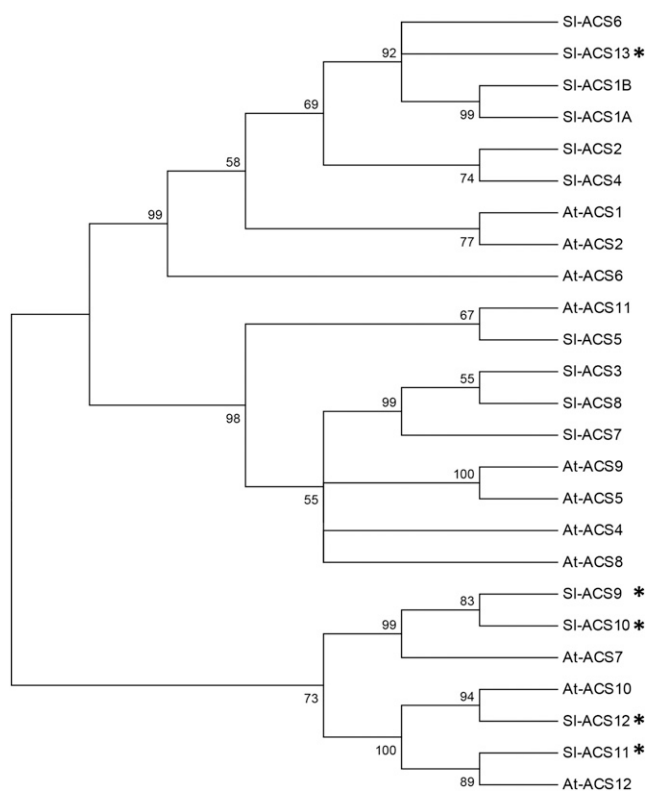 Sl-ACS6
92
Sl-ACS13 *
Sl-ACS1B
69
99
Sl-ACS1A
Sl-ACS2
58
74
Sl-ACS4
At-ACS1
99
77
At-ACS2
At-ACS6
At-ACS11
67
Sl-ACS5
Sl-ACS3
55
98
99
Sl-ACS8
Sl-ACS7
At-ACS9
100
55
At-ACS5
At-ACS4
At-ACS8
Sl-ACS9 *
83
99
Sl-ACS10 *
At-ACS7
73
At-ACS10
94
Sl-ACS12 *
100
Sl-ACS11 *
89
At-ACS12